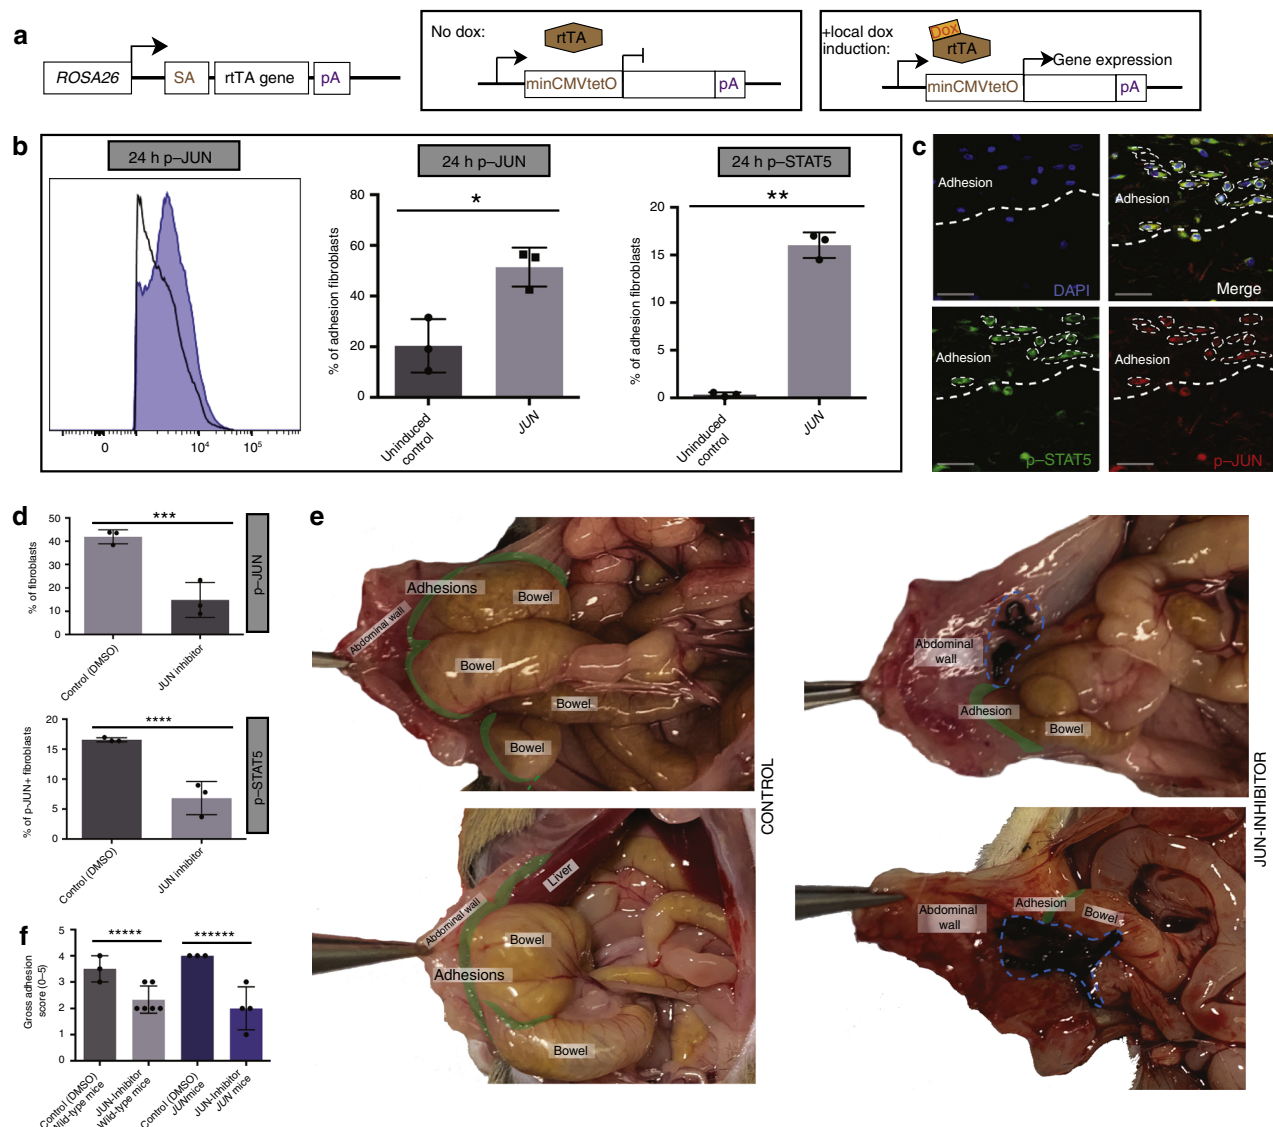 a
ROSA26
SA
rtTA gene
pA
No dox:
rtTA
minCMVtetO
pA
+local dox
induction:
Dox
rtTA
Gene expression
minCMVtetO
pA
b
24 h p–JUN
0
10⁴
10⁵
24 h p–JUN
*
% of adhesion fibroblasts
80
60
40
20
0
Uninduced
control
JUN
24 h p–STAT5
**
% of adhesion fibroblasts
20
15
10
5
0
Uninduced
control
JUN
c
Adhesion
DAPI
Adhesion
Merge
Adhesion
p–STAT5
Adhesion
p–JUN
d
***
% of fibroblasts
50
40
30
20
10
0
Control (DMSO)
JUN inhibitor
p–JUN
****
% of p-JUN+ fibroblasts
20
15
10
5
0
Control (DMSO)
JUN inhibitor
p–STAT5
e
Adhesions
Bowel
Abdominal wall
Bowel
Bowel
Bowel
Liver
Abdominal wall
Bowel
Adhesions
Bowel
CONTROL
Abdominal
wall
Adhesion
Bowel
Adhesion
Abdominal
wall
Bowel
JUN-INHIBITOR
f
*****
******
Gross adhesion
score (0–5)
5
4
3
2
1
0
Control (DMSO)
Wild-type mice
JUN-Inhibitor
Wild-type mice
Control (DMSO)
JUN mice
JUN-Inhibitor
JUN mice